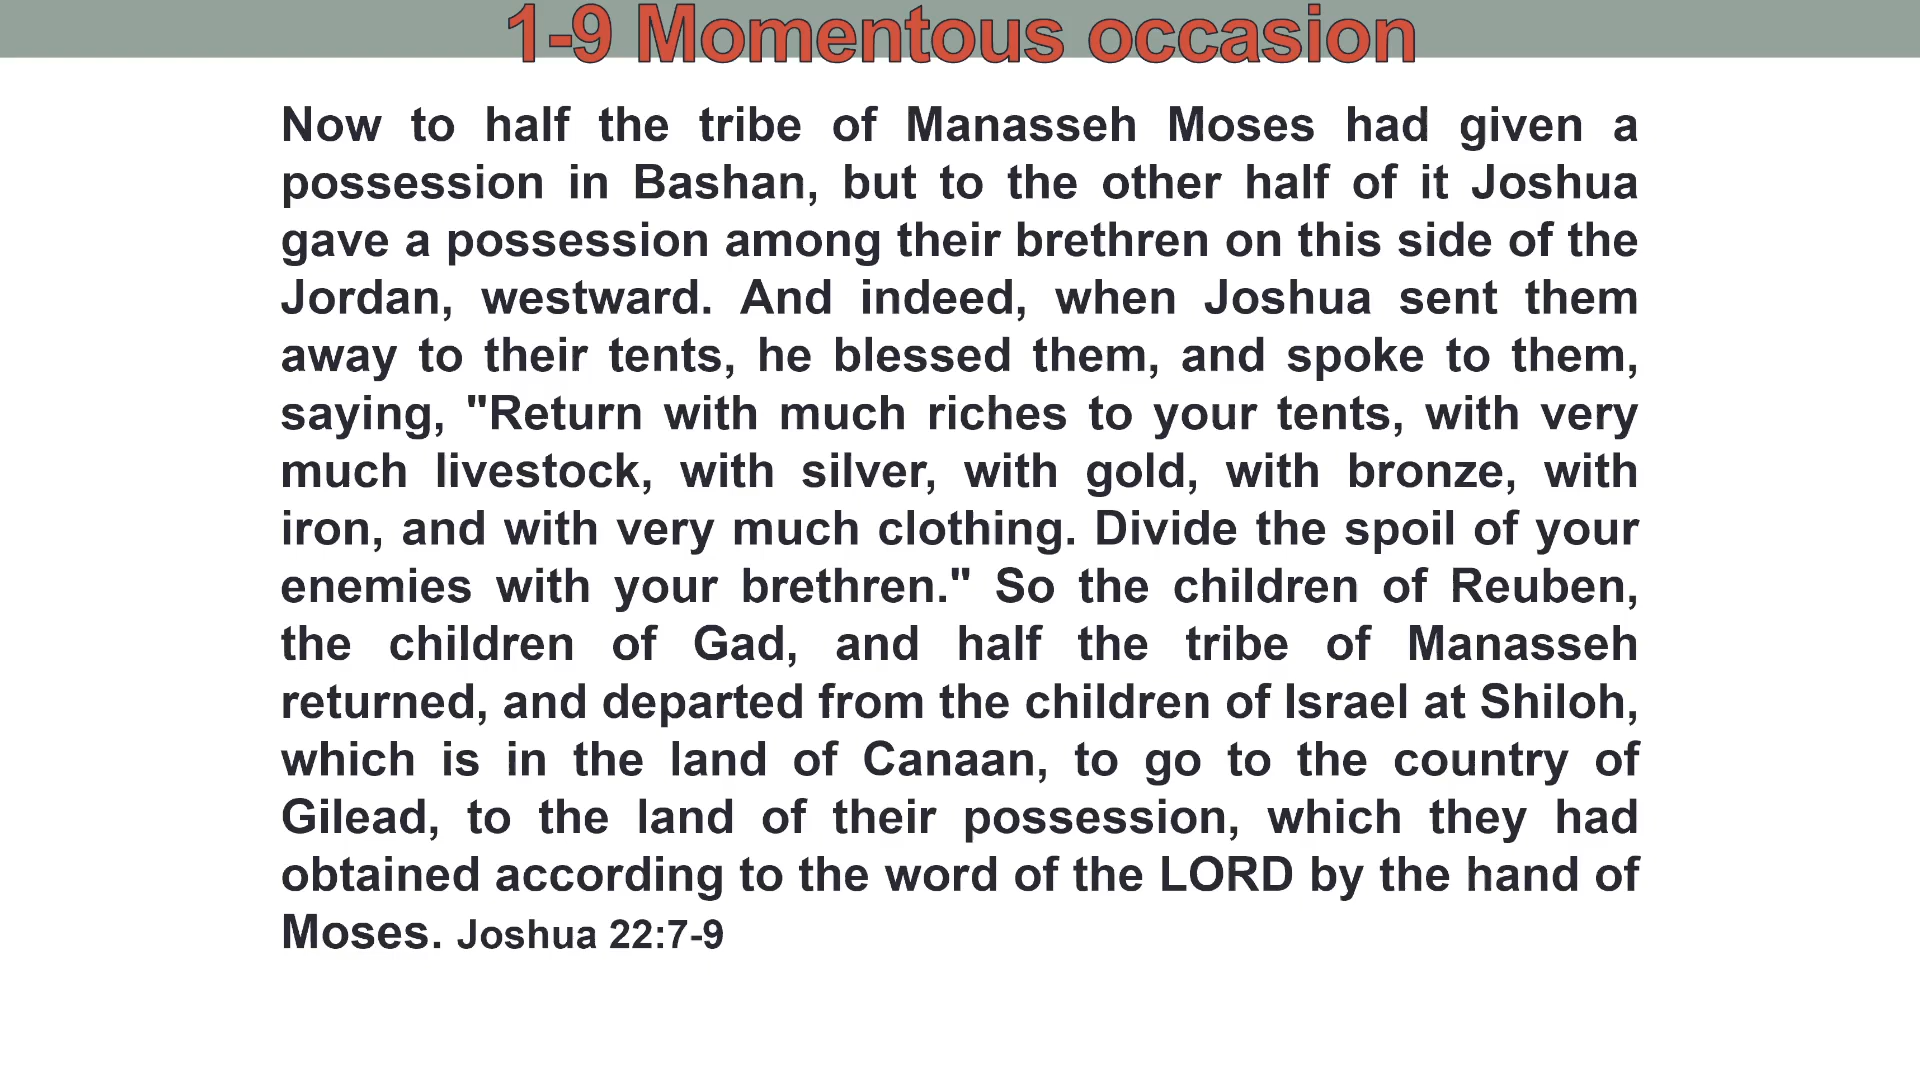 1-9 Momentous occasion
Now to half the tribe of Manasseh Moses had given a
possession in Bashan, but to the other half of it Joshua
gave a possession among their brethren on this side of the
Jordan, westward. And indeed, when Joshua sent them
away to their tents, he blessed them, and spoke to them,
saying, "Return with much riches to your tents, with very
much livestock, with silver, with gold, with bronze, with
iron, and with very much clothing. Divide the spoil of your
enemies with your brethren." So the children of Reuben,
the children of Gad, and half the tribe of Manasseh
returned, and departed from the children of Israel at Shiloh,
which is in the land of Canaan, to go to the country of
Gilead, to the land of their possession, which they had
obtained according to the word of the LORD by the hand of
Moses. Joshua 22:7-9